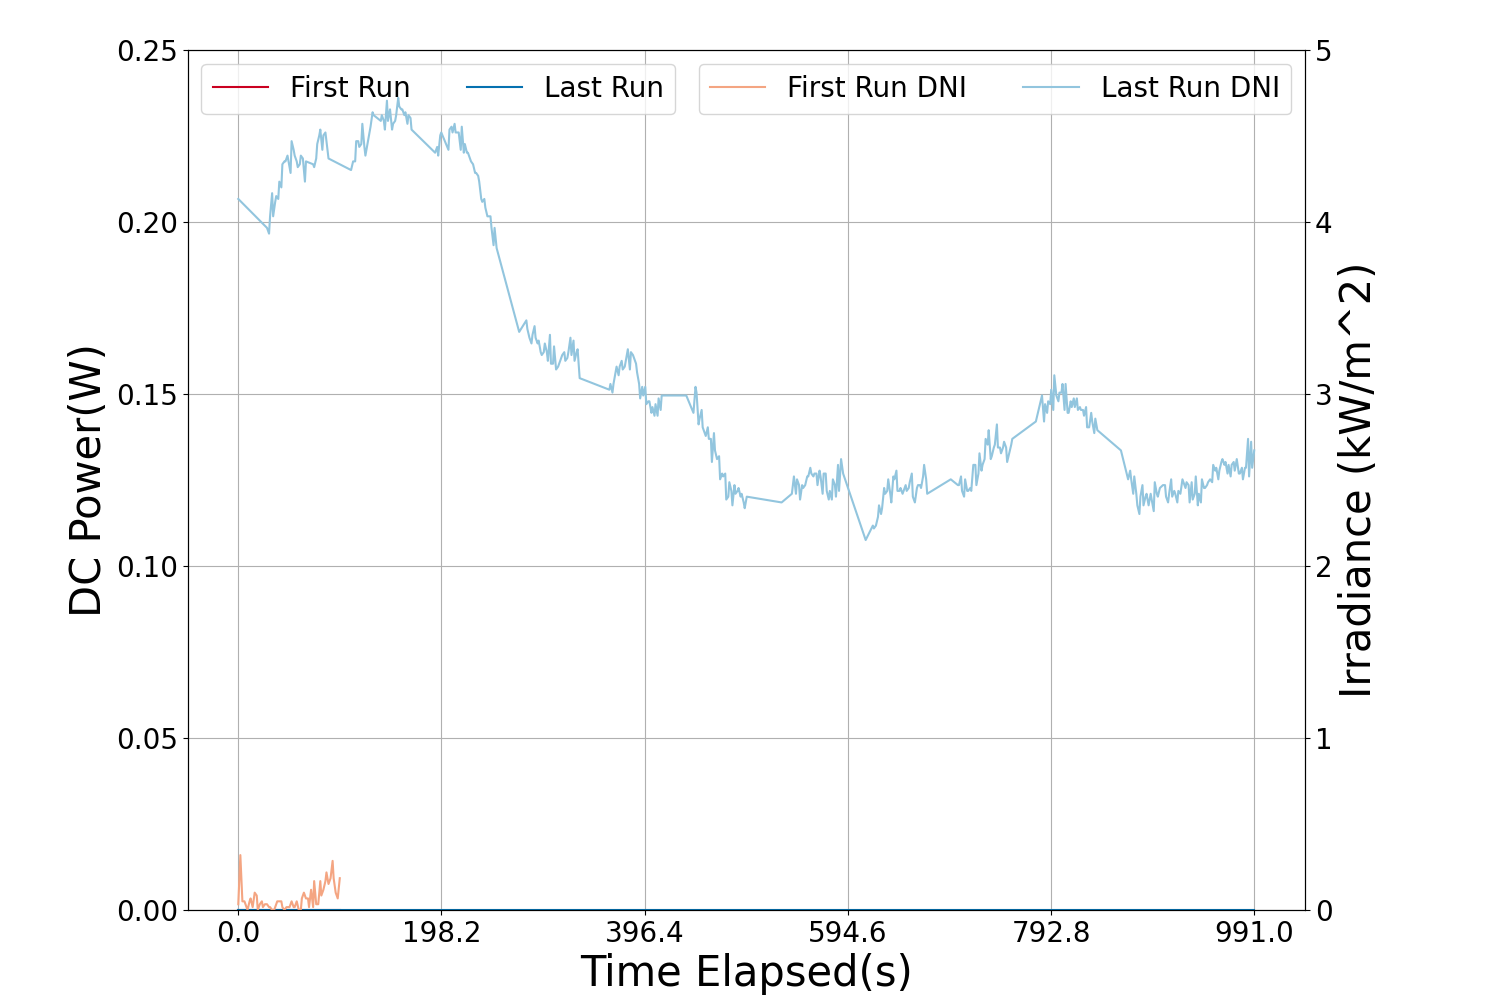 First Run
Last Run
First Run DNI
Last Run DNI
0.25
0.20
0.15
0.10
0.05
0.00
DC Power(W)
5
4
3
2
1
0
Irradiance (kW/m^2)
0.0
198.2
396.4
594.6
792.8
991.0
Time Elapsed(s)